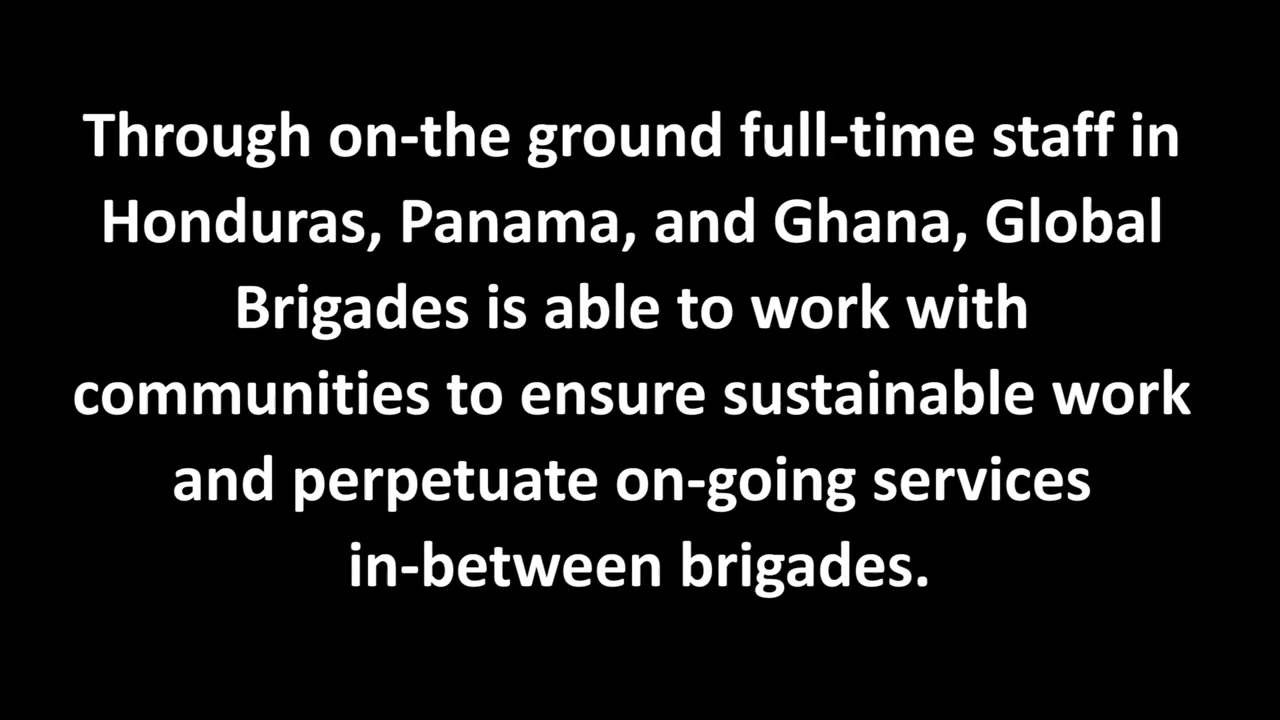 Through on-the ground full-time staff in
Honduras, Panama, and Ghana, Global
Brigades is able to work with
communities to ensure sustainable work
and perpetuate on-going services
in-between brigades.